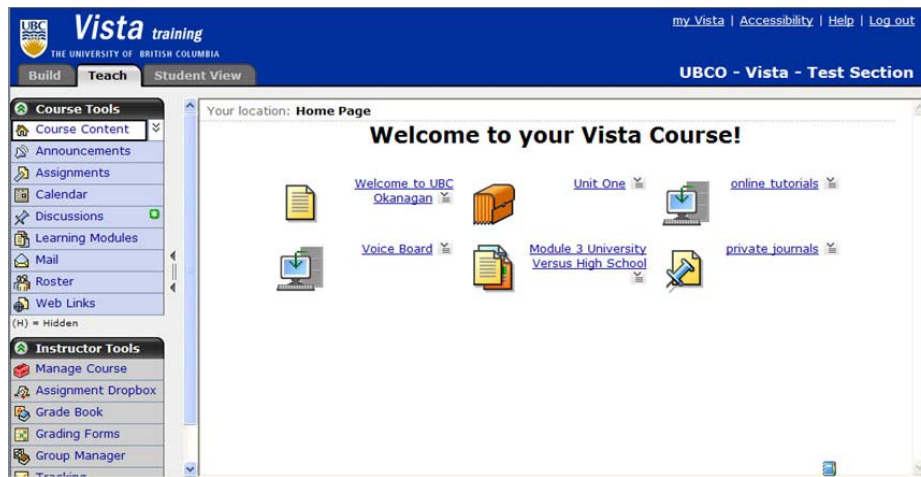 UBC
Vista training
THE UNIVERSITY OF BRITISH COLUMBIA
my Vista | Accessibility | Help | Log out
Build Teach Student View
UBCO - Vista - Test Section
Course Tools
Course Content
Announcements
Assignments
Calendar
Discussions
Learning Modules
Mail
Roster
Web Links
(H) = Hidden
Instructor Tools
Manage Course
Assignment Dropbox
Grade Book
Grading Forms
Group Manager
Tracking
Your location: Home Page
Welcome to your Vista Course!
Welcome to UBC
Okanagan
Unit One
online tutorials
Voice Board
Module 3 University
Versus High School
private journals